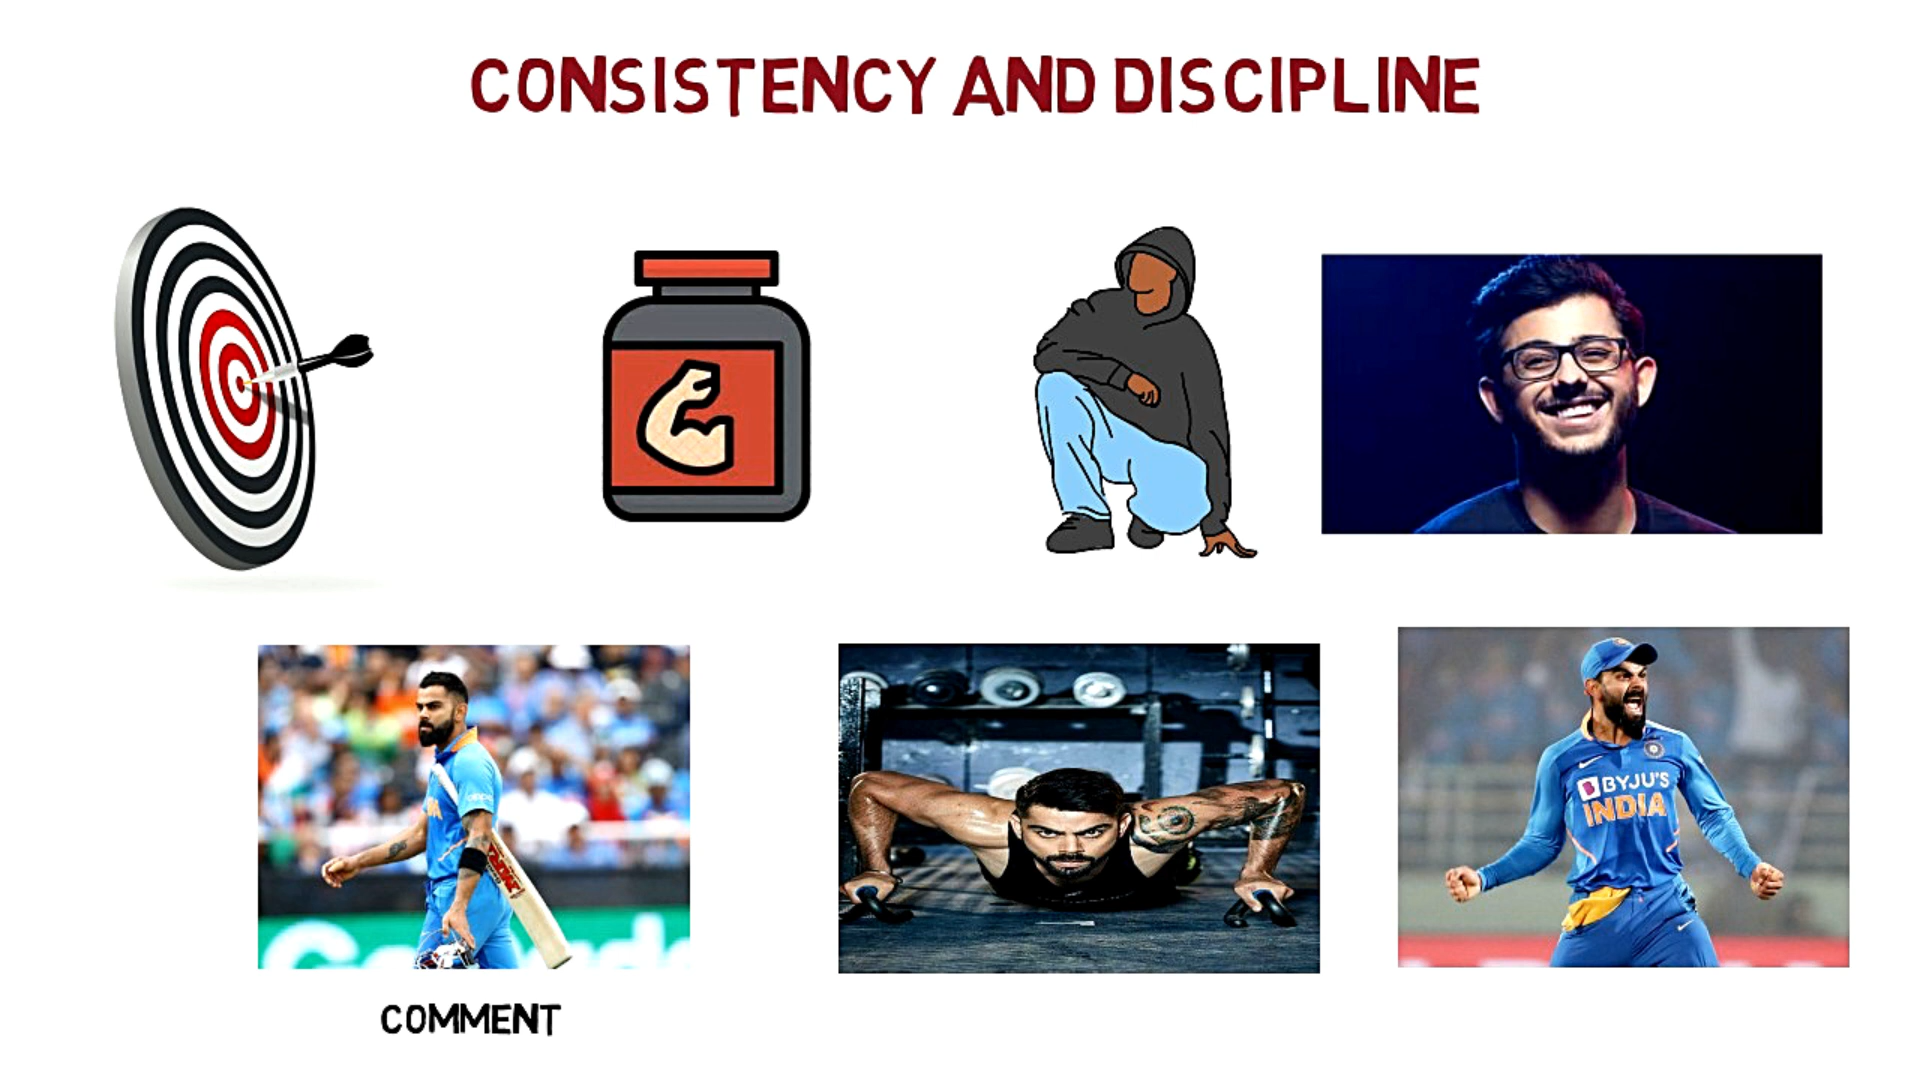 CONSISTENCY AND DISCIPLINE
BYJU'S
INDIA
COMMENT